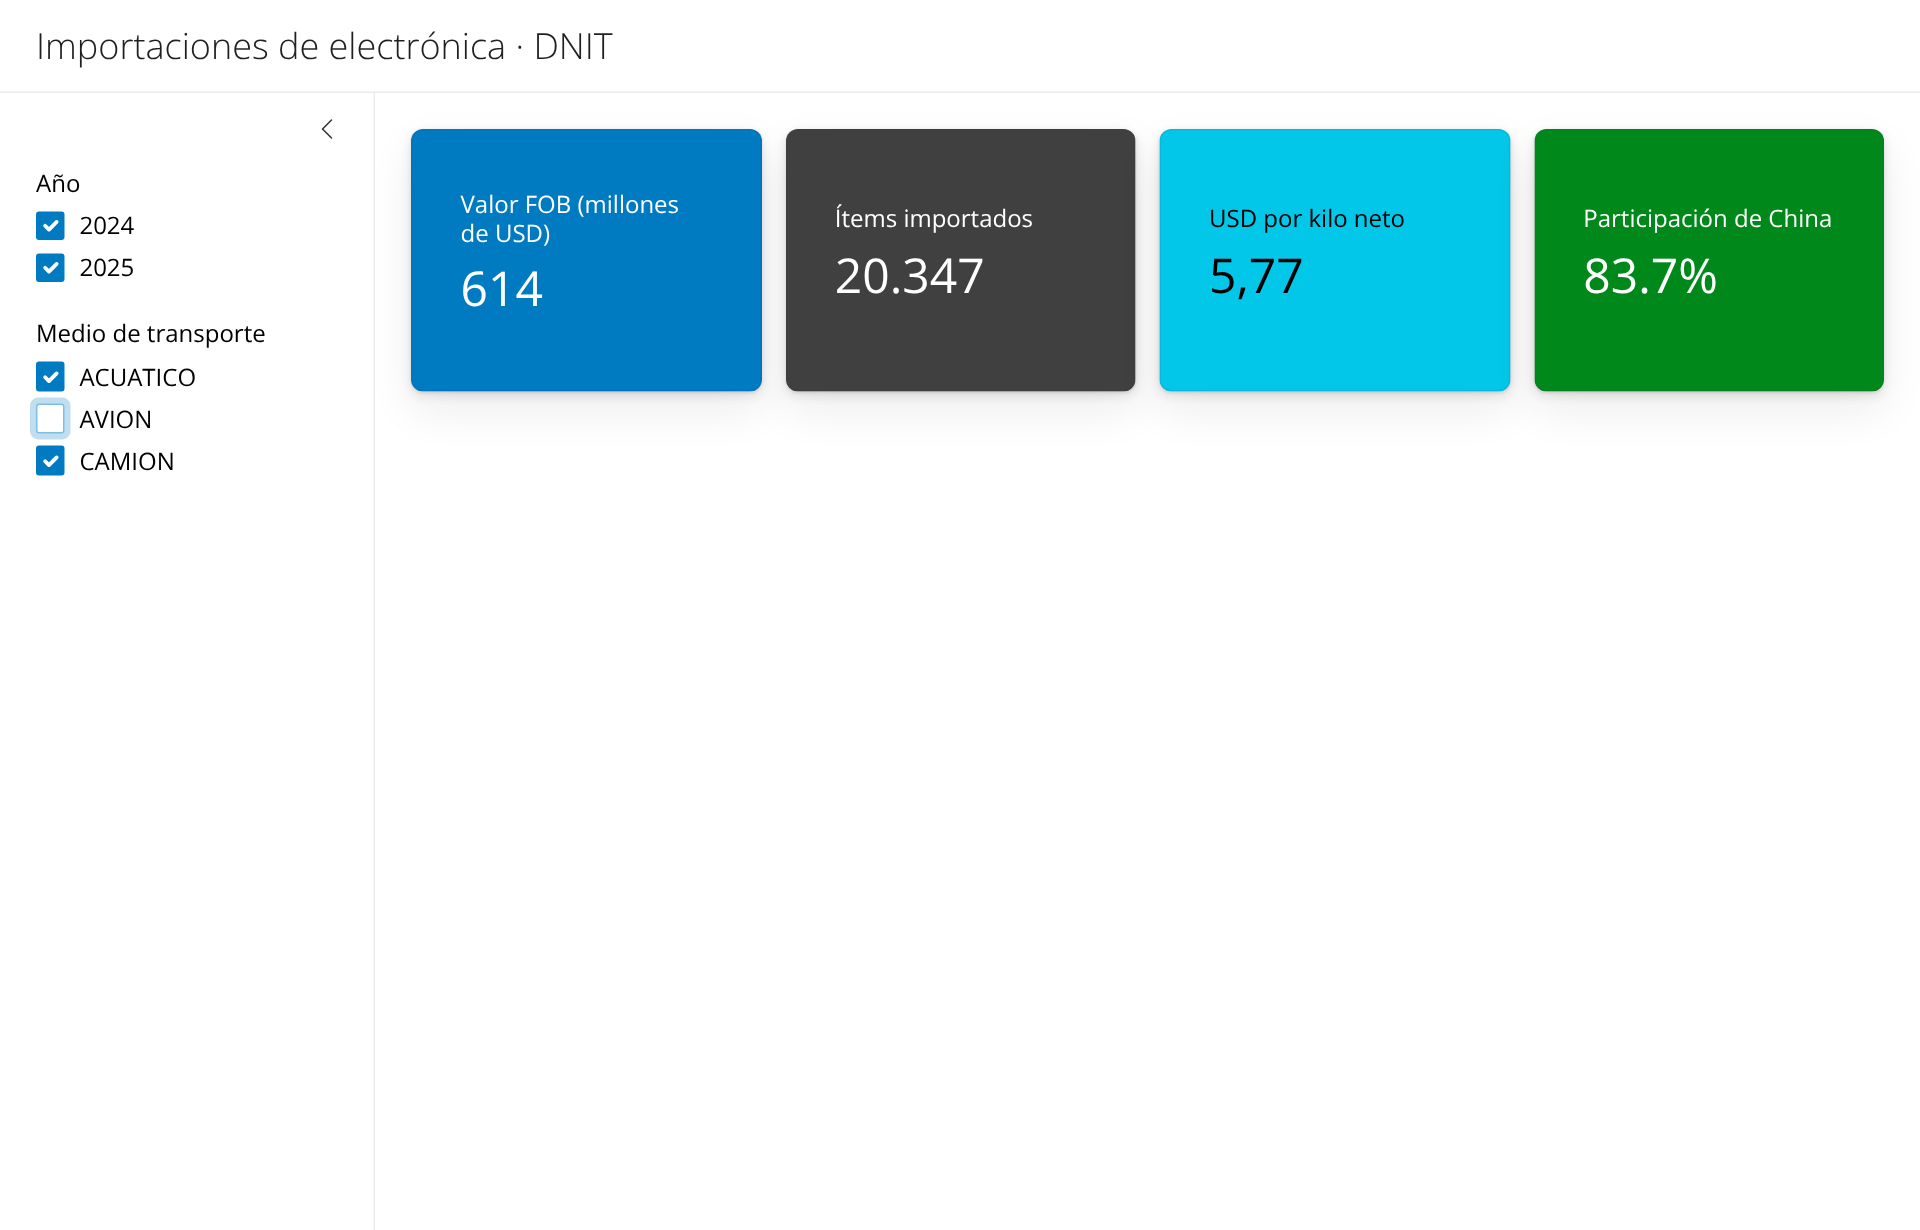 Importaciones de electrónica · DNIT
Año
2024
2025
Medio de transporte
ACUATICO
AVION
CAMION
Valor FOB (millones
de USD)
614
Ítems importados
20.347
USD por kilo neto
5,77
Participación de China
83.7%